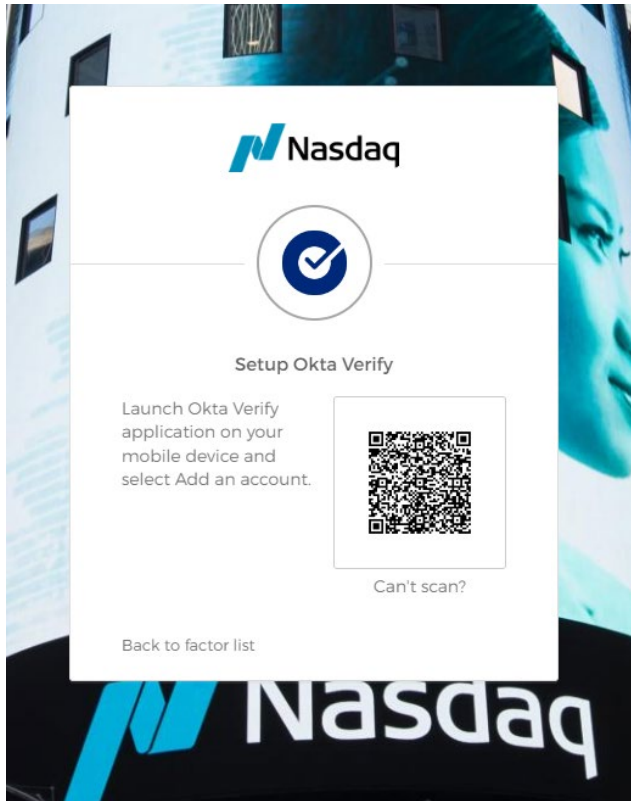 Nasdaq
Setup Okta Verify
Launch Okta Verify
application on your
mobile device and
select Add an account.
Can't scan?
Back to factor list
Nasdaq